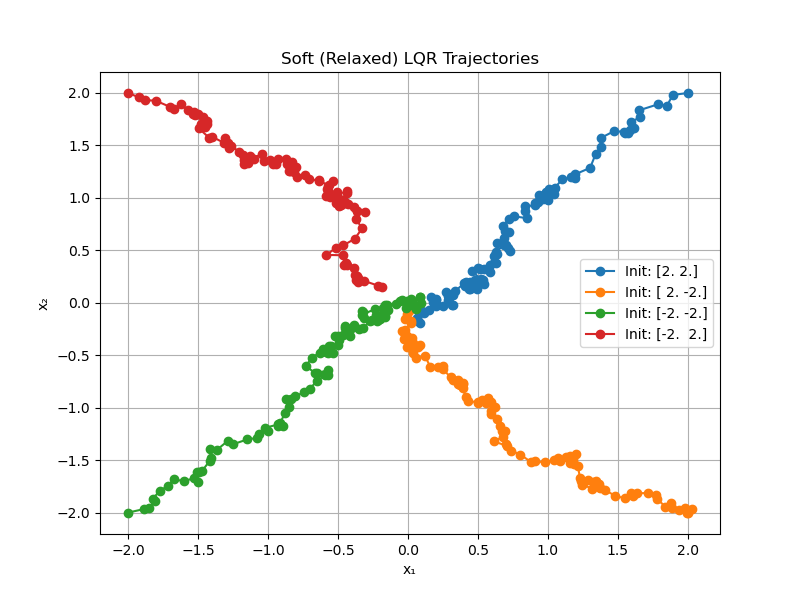 Soft (Relaxed) LQR Trajectories
2.0
1.5
1.0
0.5
0.0
−0.5
−1.0
−1.5
−2.0
x₂
Init: [2. 2.]
Init: [ 2. -2.]
Init: [-2. -2.]
Init: [-2.  2.]
−2.0 −1.5 −1.0 −0.5 0.0 0.5 1.0 1.5 2.0
x₁